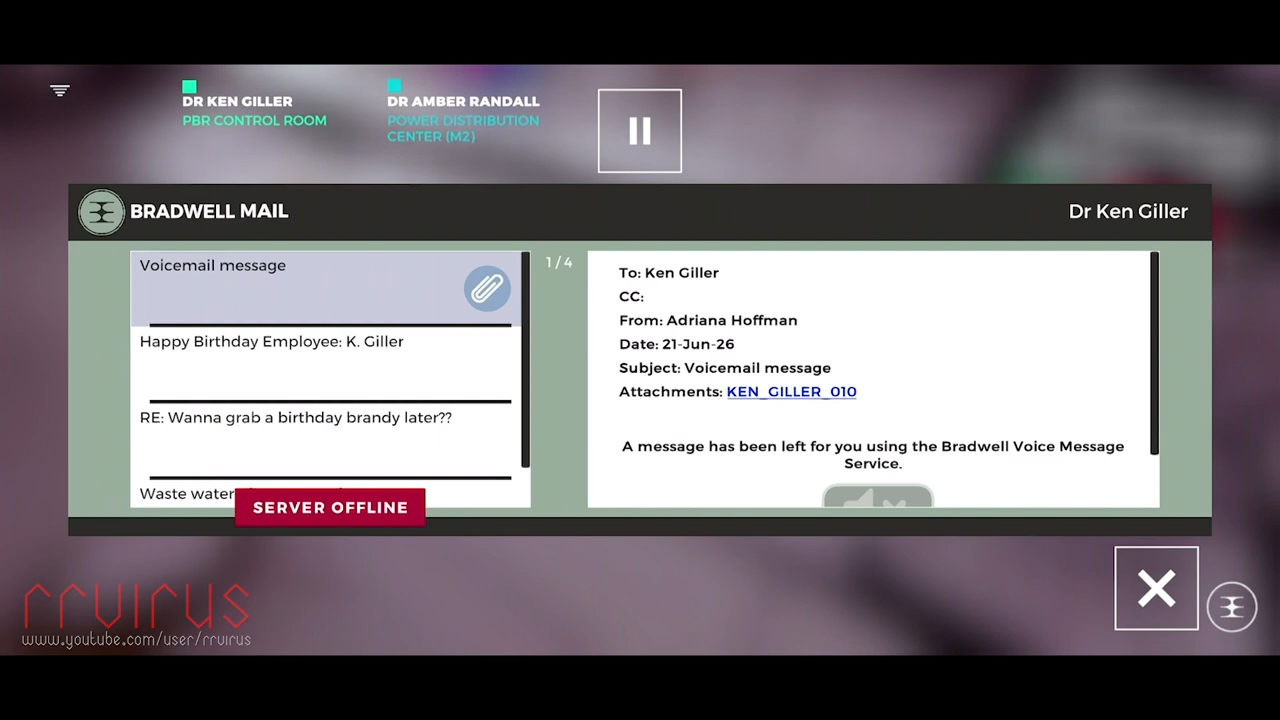 DR KEN GILLER
PBR CONTROL ROOM
DR AMBER RANDALL
POWER DISTRIBUTION
CENTER (M2)
BRADWELL MAIL
Dr Ken Giller
Voicemail message
Happy Birthday Employee: K. Giller
RE: Wanna grab a birthday brandy later??
Waste water
SERVER OFFLINE
1 / 4
To: Ken Giller
CC:
From: Adriana Hoffman
Date: 21-Jun-26
Subject: Voicemail message
Attachments: KEN_GILLER_010
A message has been left for you using the Bradwell Voice Message
Service.
rrvirus
www.youtube.com/user/rrvirus